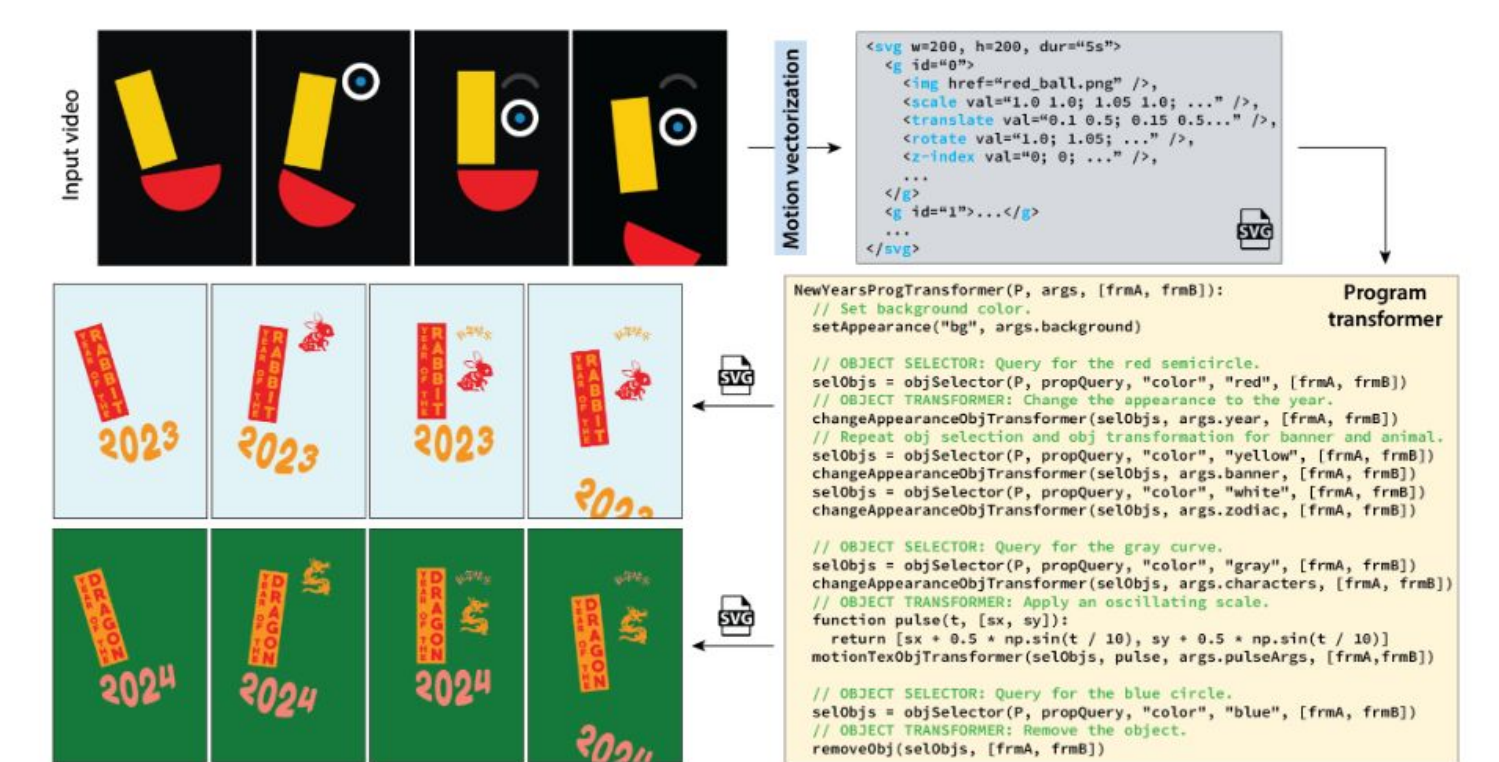 Input video
Motion vectorization
<svg w=200, h=200, dur="5s">
<g id="0">
<img href="red_ball.png" />,
<scale val="1.0 1.0; 1.05 1.0; ..." />,
<translate val="0.1 0.5; 0.15 0.5..." />,
<rotate val="1.0; 1.05; ..." />,
<z-index val="0; 0; ..." />,
...
</g>
<g id="1">...</g>
...
</svg>
SVG
YEAR OF THE
RABBIT
2023
YEAR OF THE
RABBIT
2023
YEAR OF THE
RABBIT
2023
YEAR OF THE
RABBIT
2023
SVG
YEAR OF THE
DRAGON
2024
YEAR OF THE
DRAGON
2024
YEAR OF THE
DRAGON
2024
YEAR OF THE
DRAGON
2024
SVG
Program
transformer
NewYearsProgTransformer(P, args, [frmA, frmB]):
// Set background color.
setAppearance("bg", args.background)
// OBJECT SELECTOR: Query for the red semicircle.
selObjs = objSelector(P, propQuery, "color", "red", [frmA, frmB])
// OBJECT TRANSFORMER: Change the appearance to the year.
changeAppearanceObjTransformer(selObjs, args.year, [frmA, frmB])
// Repeat obj selection and obj transformation for banner and animal.
selObjs = objSelector(P, propQuery, "color", "yellow", [frmA, frmB])
changeAppearanceObjTransformer(selObjs, args.banner, [frmA, frmB])
selObjs = objSelector(P, propQuery, "color", "white", [frmA, frmB])
changeAppearanceObjTransformer(selObjs, args.zodiac, [frmA, frmB])
// OBJECT SELECTOR: Query for the gray curve.
selObjs = objSelector(P, propQuery, "color", "gray", [frmA, frmB])
changeAppearanceObjTransformer(selObjs, args.characters, [frmA, frmB])
// OBJECT TRANSFORMER: Apply an oscillating scale.
function pulse(t, [sx, sy]):
return [sx + 0.5 * np.sin(t / 10), sy + 0.5 * np.sin(t / 10)]
motionTexObjTransformer(selObjs, pulse, args.pulseArgs, [frmA,frmB])
// OBJECT SELECTOR: Query for the blue circle.
selObjs = objSelector(P, propQuery, "color", "blue", [frmA, frmB])
// OBJECT TRANSFORMER: Remove the object.
removeObj(selObjs, [frmA, frmB])